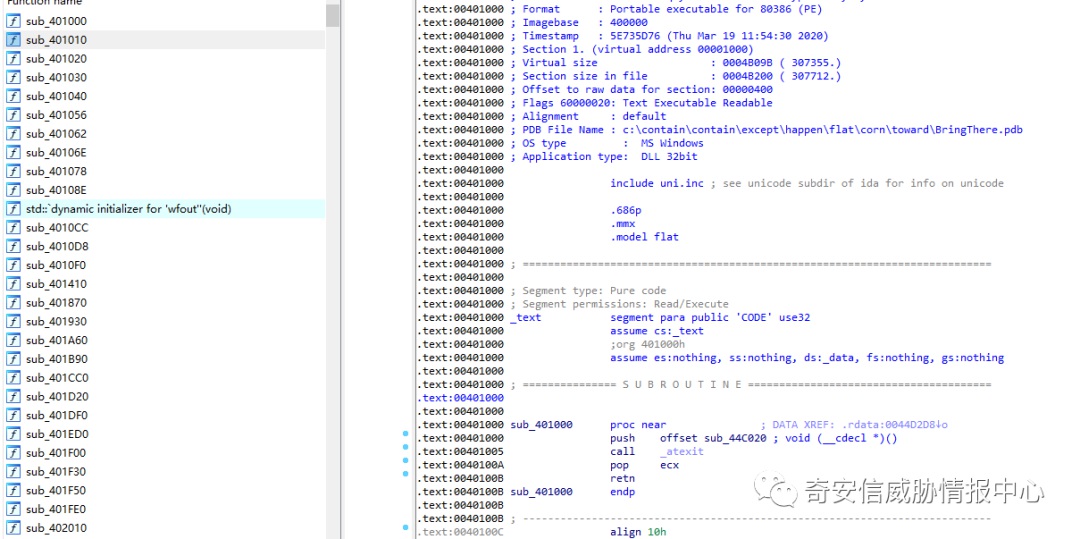 Function name
sub_401000
sub_401010
sub_401020
sub_401030
sub_401040
sub_401056
sub_401062
sub_40106E
sub_401078
sub_40108E
std::`dynamic initializer for 'wfout''(void)
sub_4010CC
sub_4010D8
sub_4010F0
sub_401410
sub_401870
sub_401930
sub_401A60
sub_401B90
sub_401CC0
sub_401D20
sub_401DF0
sub_401ED0
sub_401F00
sub_401F30
sub_401F50
sub_401FE0
sub_402010
.text:00401000 ; Format : Portable executable for 80386 (PE)
.text:00401000 ; Imagebase : 400000
.text:00401000 ; Timestamp : 5E735D76 (Thu Mar 19 11:54:30 2020)
.text:00401000 ; Section 1. (virtual address 00001000)
.text:00401000 ; Virtual size : 0004B09B ( 307355.)
.text:00401000 ; Section size in file : 0004B200 ( 307712.)
.text:00401000 ; Offset to raw data for section: 00000400
.text:00401000 ; Flags 60000020: Text Executable Readable
.text:00401000 ; Alignment : default
.text:00401000 ; PDB File Name : c:\contain\contain\except\happen\flat\corn\toward\BringThere.pdb
.text:00401000 ; OS type : MS Windows
.text:00401000 ; Application type: DLL 32bit
.text:00401000
.text:00401000 include uni.inc ; see unicode subdir of ida for info on unicode
.text:00401000
.text:00401000 .686p
.text:00401000 .mmx
.text:00401000 .model flat
.text:00401000
.text:00401000 ; ===========================================================================
.text:00401000
.text:00401000 ; Segment type: Pure code
.text:00401000 ; Segment permissions: Read/Execute
.text:00401000 _text segment para public 'CODE' use32
.text:00401000 assume cs:_text
.text:00401000 ;org 401000h
.text:00401000 assume es:nothing, ss:nothing, ds:_data, fs:nothing, gs:nothing
.text:00401000
.text:00401000 ; =============== S U B R O U T I N E =======================================
.text:00401000
.text:00401000
.text:00401000 sub_401000 proc near ; DATA XREF: .rdata:0044D2D8↓o
.text:00401000 push offset sub_44C020 ; void (__cdecl *)()
.text:00401005 call _atexit
.text:0040100A pop ecx
.text:0040100B retn
.text:0040100B sub_401000 endp
.text:0040100B
.text:0040100B ; ---------------------------------------------------------------------------
.text:0040100C align 10h
奇安信威胁情报中心